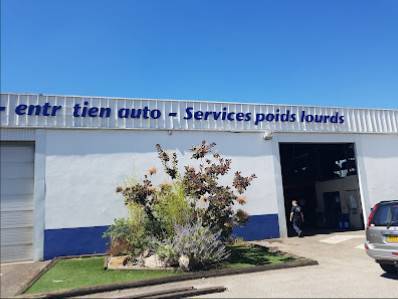 - entr tien auto - Services poids lourds